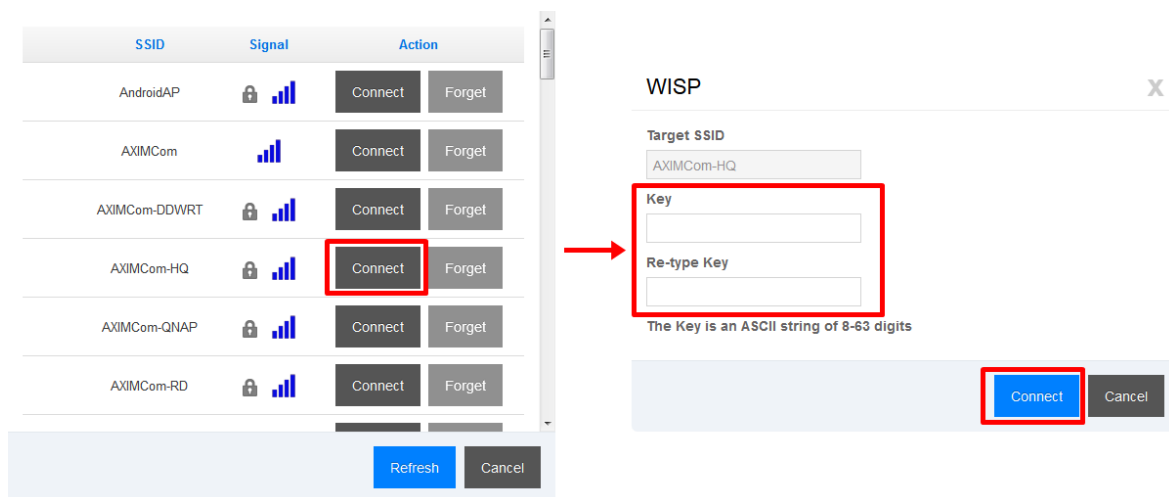 SSID Signal Action
AndroidAP Connect Forget
AXIMCom Connect Forget
AXIMCom-DDWRT Connect Forget
AXIMCom-HQ Connect Forget
AXIMCom-QNAP Connect Forget
AXIMCom-RD Connect Forget
Refresh Cancel
WISP X
Target SSID
AXIMCom-HQ
Key
Re-type Key
The Key is an ASCII string of 8-63 digits
Connect Cancel